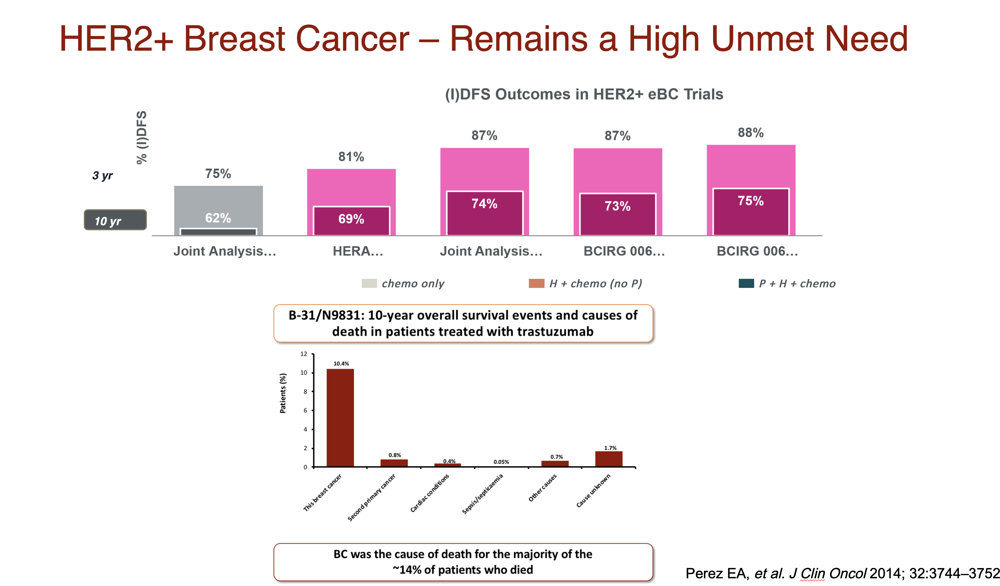 HER2+ Breast Cancer – Remains a High Unmet Need
(I)DFS Outcomes in HER2+ eBC Trials
% (I)DFS
3 yr
10 yr
75%
81%
87%
87%
88%
62%
69%
74%
73%
75%
Joint Analysis…
HERA…
Joint Analysis…
BCIRG 006…
BCIRG 006…
chemo only
H + chemo (no P)
P + H + chemo
B-31/N9831: 10-year overall survival events and causes of
death in patients treated with trastuzumab
Patients (%)
12
10
8
6
4
2
0
10.4%
0.8%
0.4%
0.05%
0.7%
1.7%
This breast cancer
Second primary cancer
Cardiac conditions
Sepsis/septicaemia
Other causes
Cause unknown
BC was the cause of death for the majority of the
~14% of patients who died
Perez EA, et al. J Clin Oncol 2014; 32:3744–3752